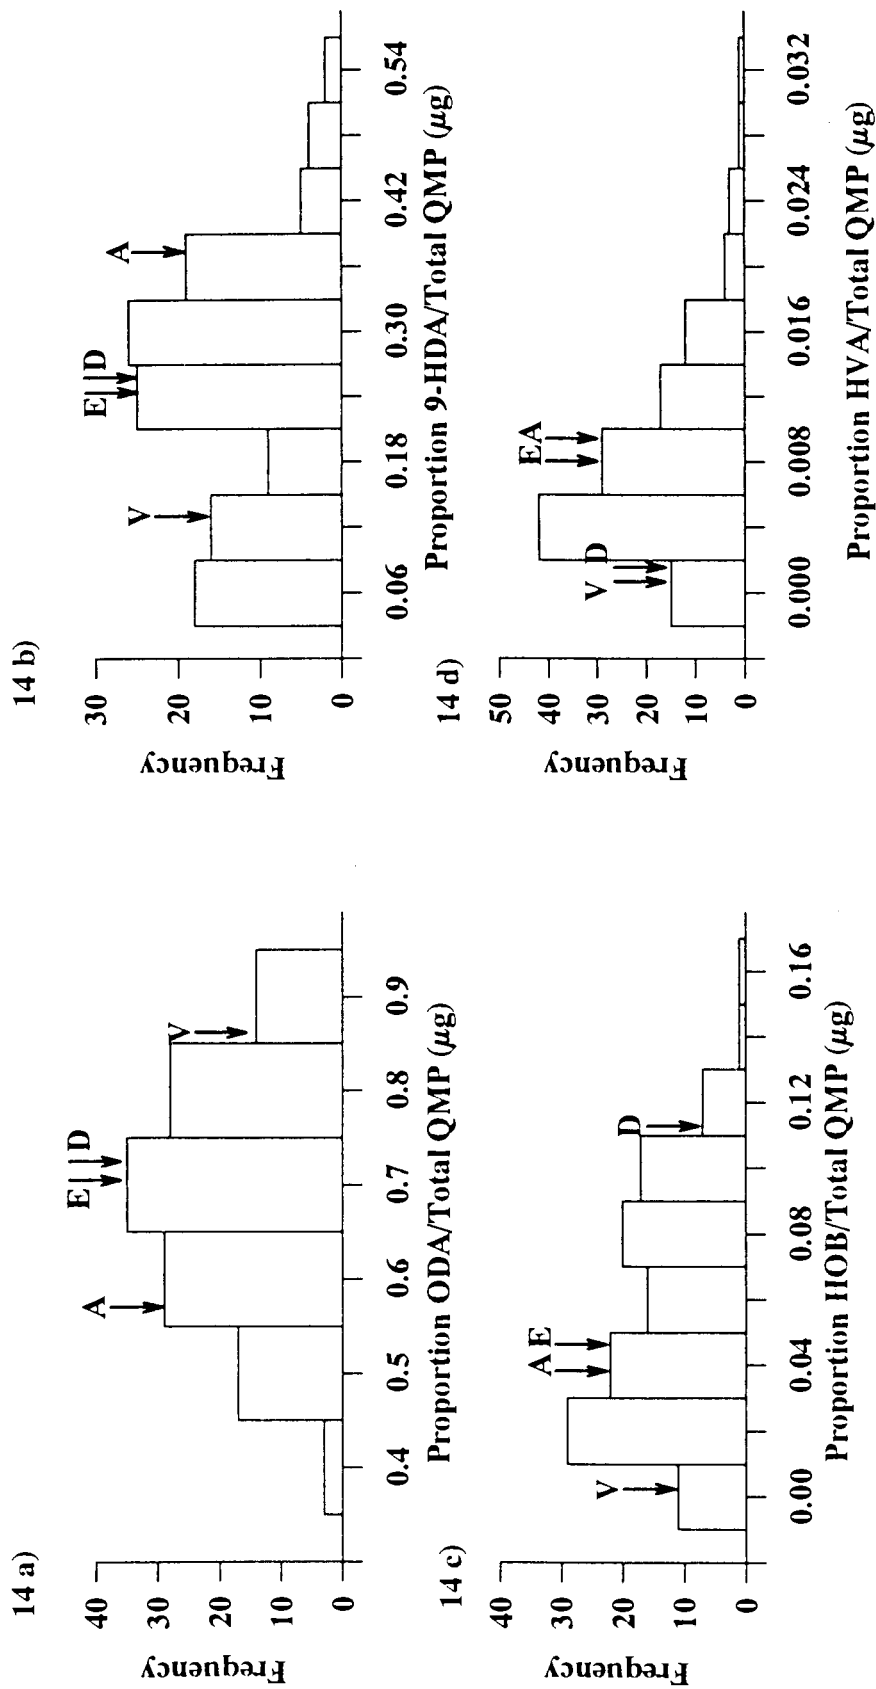 14 a)
Frequency
40
30
20
10
0
A
E
D
V
0.4 0.5 0.6 0.7 0.8 0.9
Proportion ODA/Total QMP (μg)
14 b)
Frequency
30
20
10
0
V
E
D
A
0.06 0.18 0.30 0.42 0.54
Proportion 9-HDA/Total QMP (μg)
14 c)
Frequency
40
30
20
10
0
V
A E
D
0.00 0.04 0.08 0.12 0.16
Proportion HOB/Total QMP (μg)
14 d)
Frequency
50
40
30
20
10
0
V D
EA
0.000 0.008 0.016 0.024 0.032
Proportion HVA/Total QMP (μg)